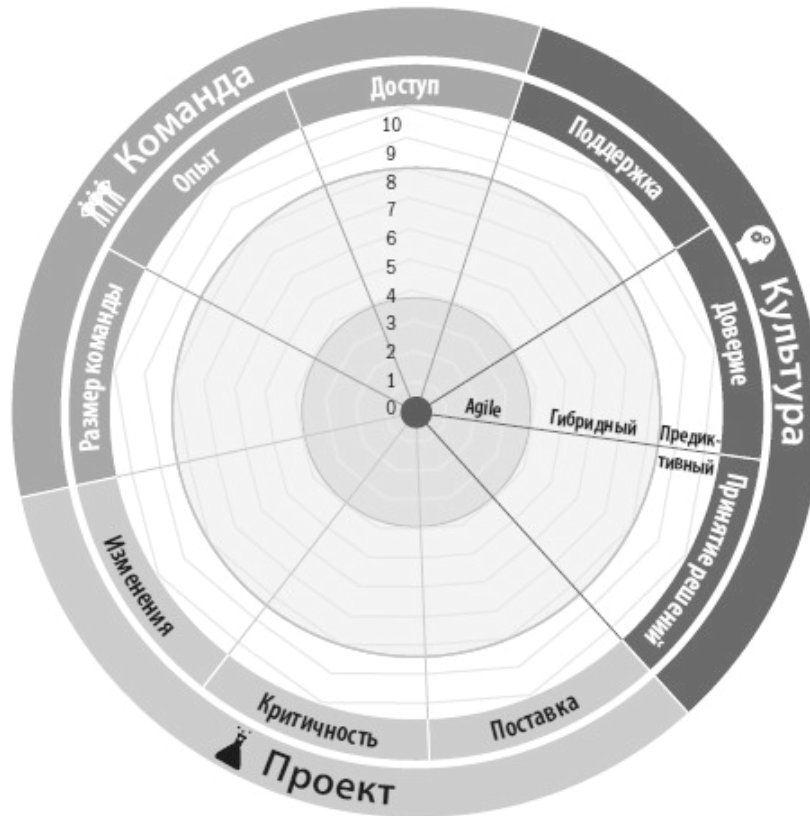 Команда
Культура
Проект
Доступ
Поддержка
Доверие
Принятие решений
Поставка
Критичность
Изменения
Размер команды
Опыт
10
9
8
7
6
5
4
3
2
1
0
Agile
Гибридный
Предик-
тивный